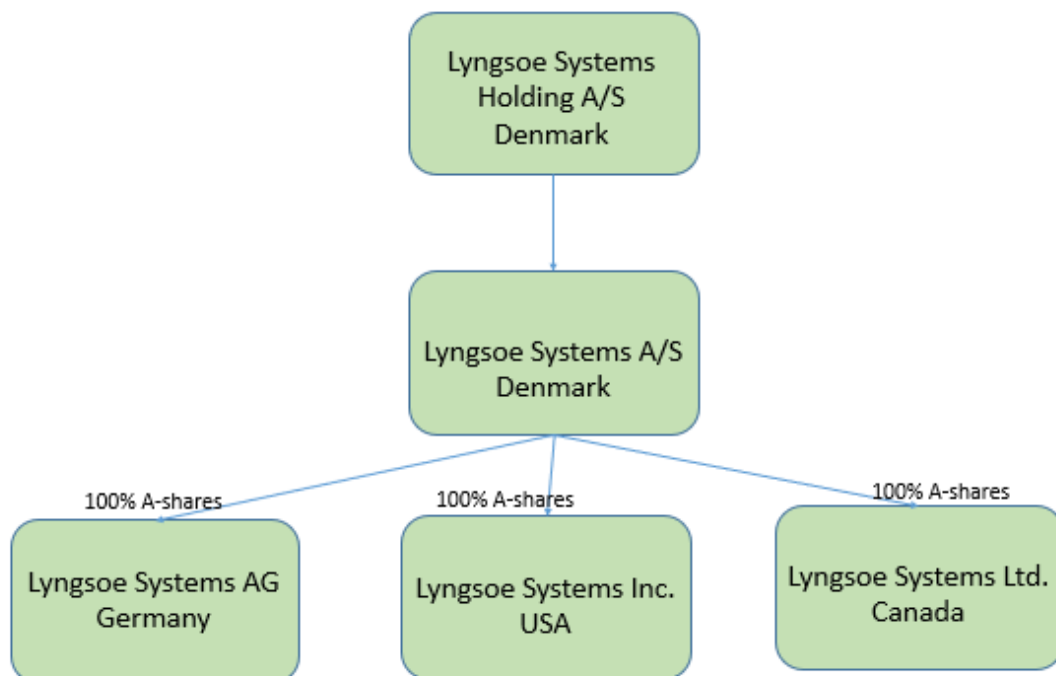 Lyngsoe Systems
Holding A/S
Denmark
Lyngsoe Systems A/S
Denmark
100% A-shares
100% A-shares
100% A-shares
Lyngsoe Systems AG
Germany
Lyngsoe Systems Inc.
USA
Lyngsoe Systems Ltd.
Canada